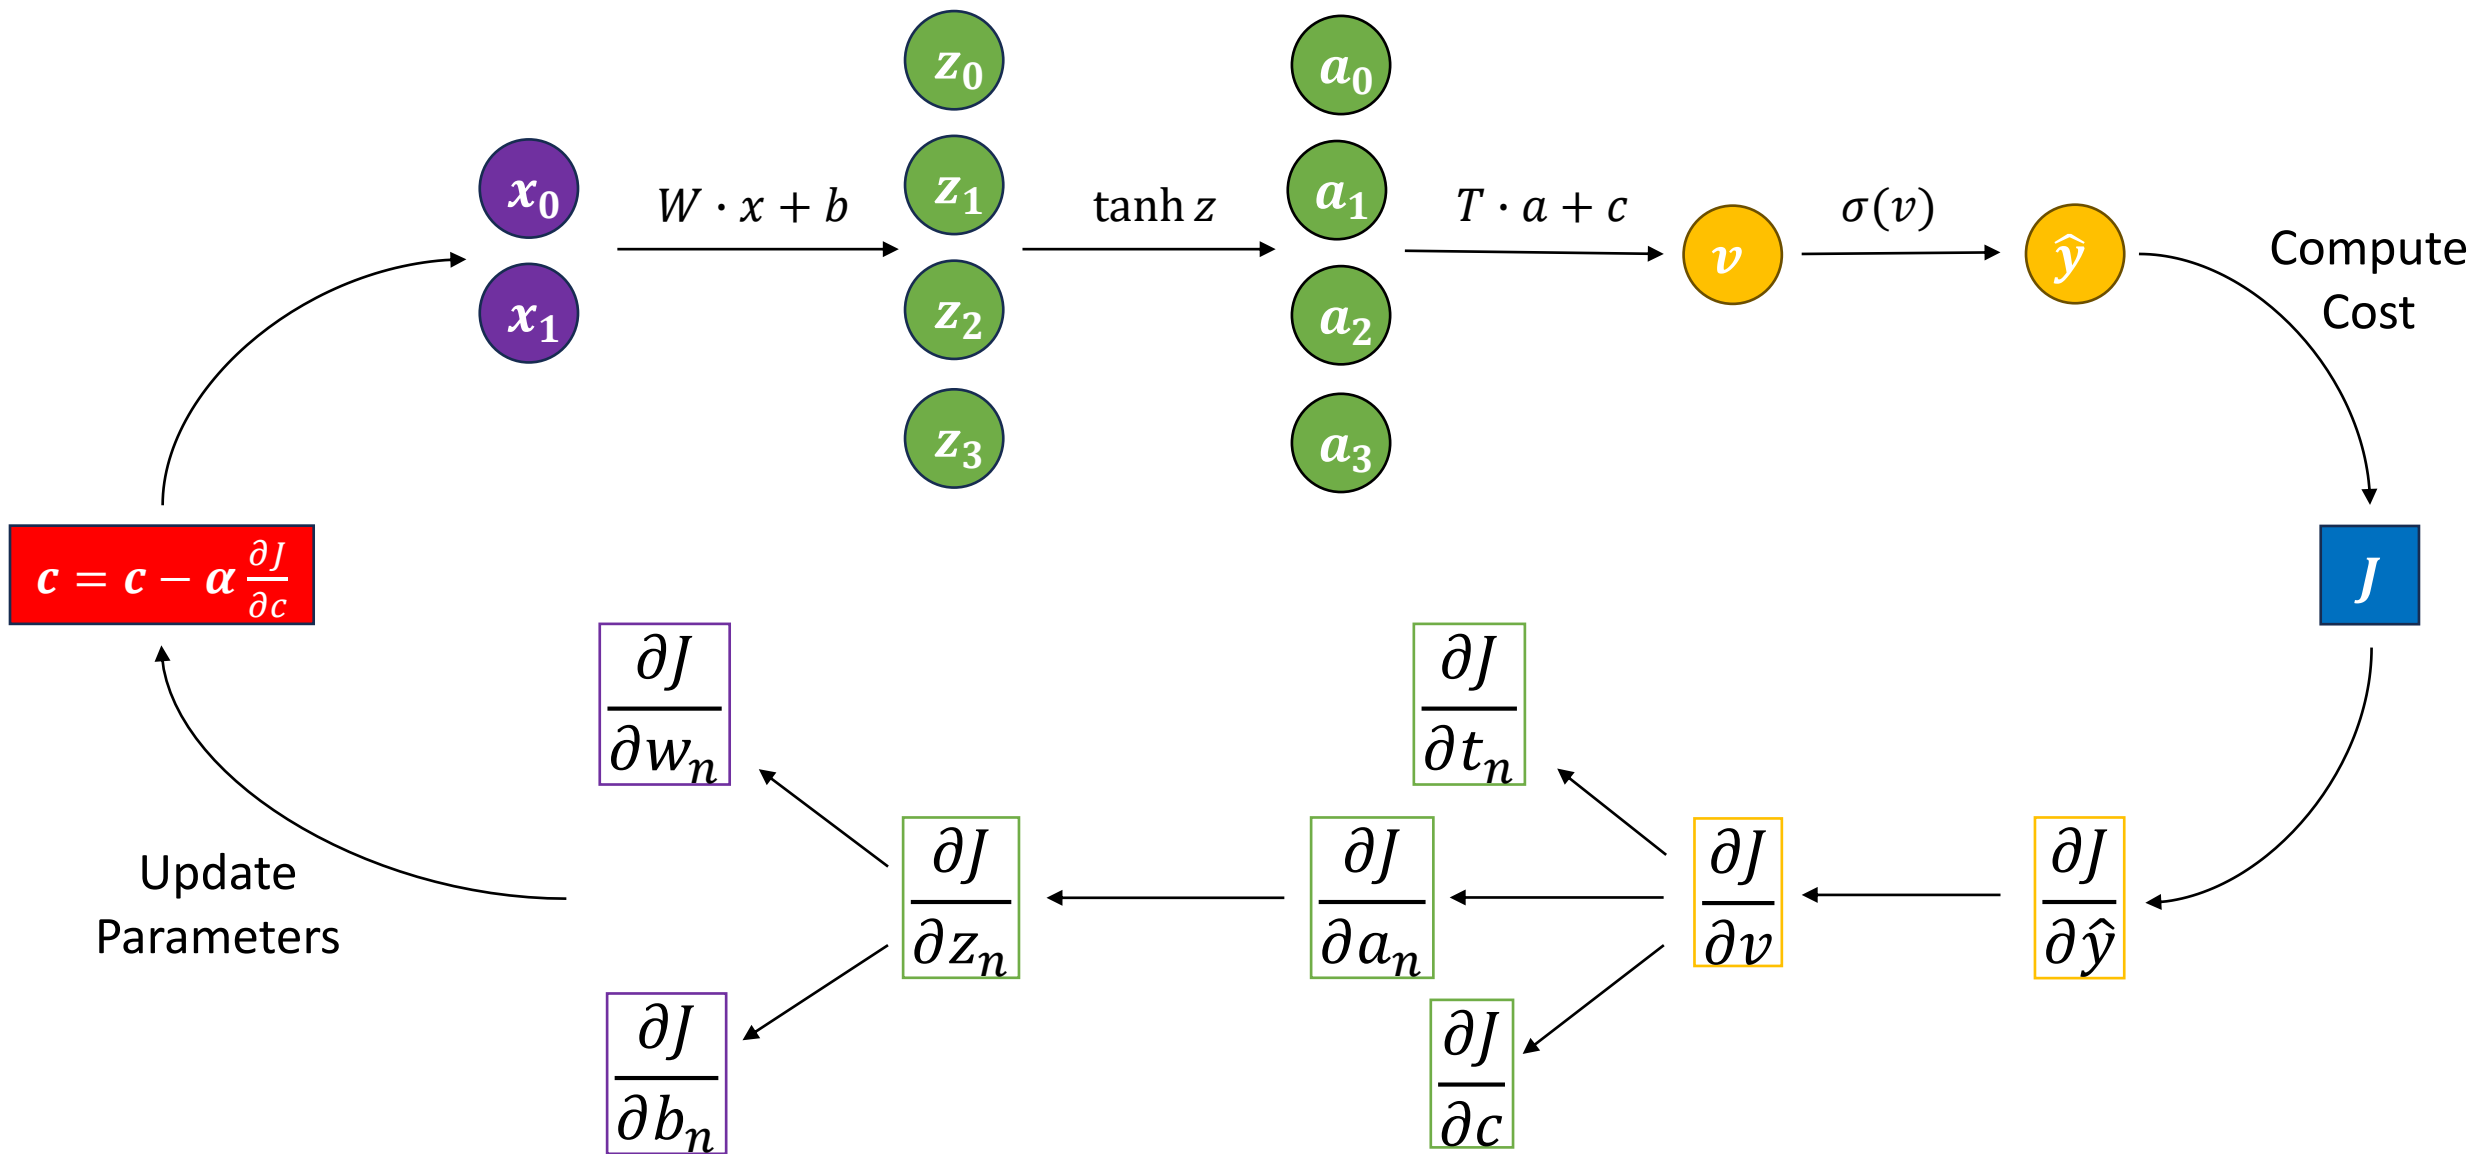 z₀
a₀
x₀
W · x + b
z₁
tanh z
a₁
T · a + c
σ(v)
v
ŷ
Compute
Cost
x₁
z₂
a₂
z₃
a₃
c = c − α ∂J/∂c
J
∂J/∂wₙ
∂J/∂tₙ
Update
Parameters
∂J/∂zₙ
∂J/∂aₙ
∂J/∂v
∂J/∂ŷ
∂J/∂bₙ
∂J/∂c